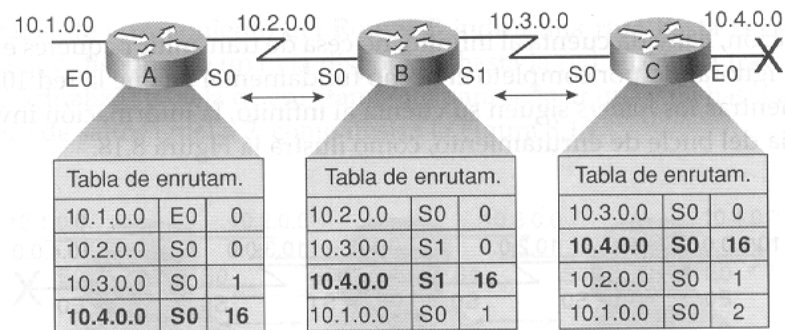 10.1.0.0 10.2.0.0 10.3.0.0 10.4.0.0
E0 A S0 S0 B S1 S0 C E0 X
Tabla de enrutam.
10.1.0.0 E0 0
10.2.0.0 S0 0
10.3.0.0 S0 1
10.4.0.0 S0 16
Tabla de enrutam.
10.2.0.0 S0 0
10.3.0.0 S1 0
10.4.0.0 S1 16
10.1.0.0 S0 1
Tabla de enrutam.
10.3.0.0 S0 0
10.4.0.0 S0 16
10.2.0.0 S0 1
10.1.0.0 S0 2